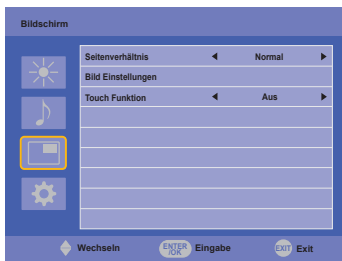 Bildschirm
Seitenverhältnis Normal
Bild Einstellungen
Touch Funktion Aus
Wechseln ENTER /OK Eingabe EXIT Exit